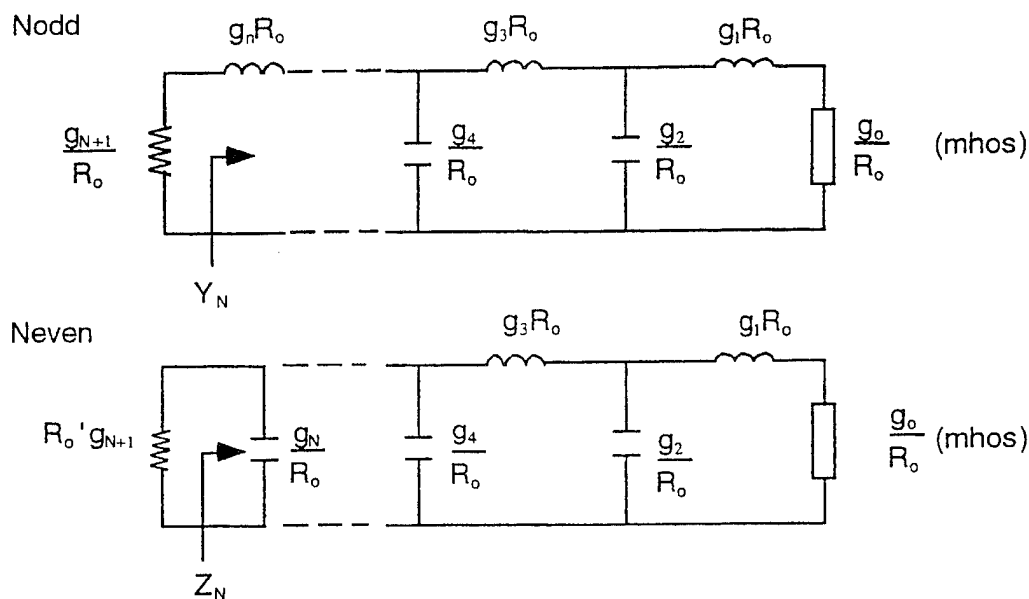 Nodd
gnRo
g3Ro
g1Ro
gN+1
Ro
g4
Ro
g2
Ro
go
Ro
(mhos)
YN
Neven
g3Ro
g1Ro
Ro'gN+1
gN
Ro
g4
Ro
g2
Ro
go
Ro
(mhos)
ZN